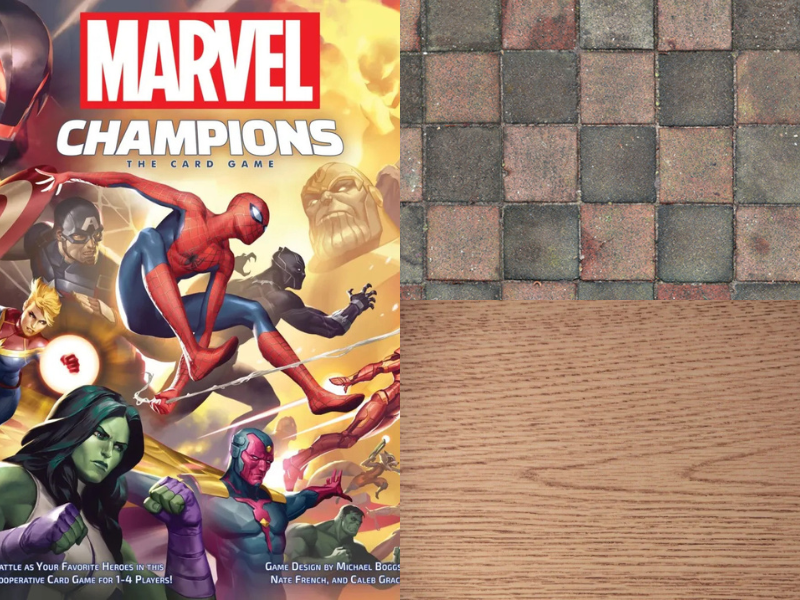 MARVEL
CHAMPIONS
THE CARD GAME
ATTLE AS YOUR FAVORITE HEROES IN THIS
OOPERATIVE CARD GAME FOR 1-4 PLAYERS!
GAME DESIGN BY MICHAEL BOGGS
NATE FRENCH, AND CALEB GRAC